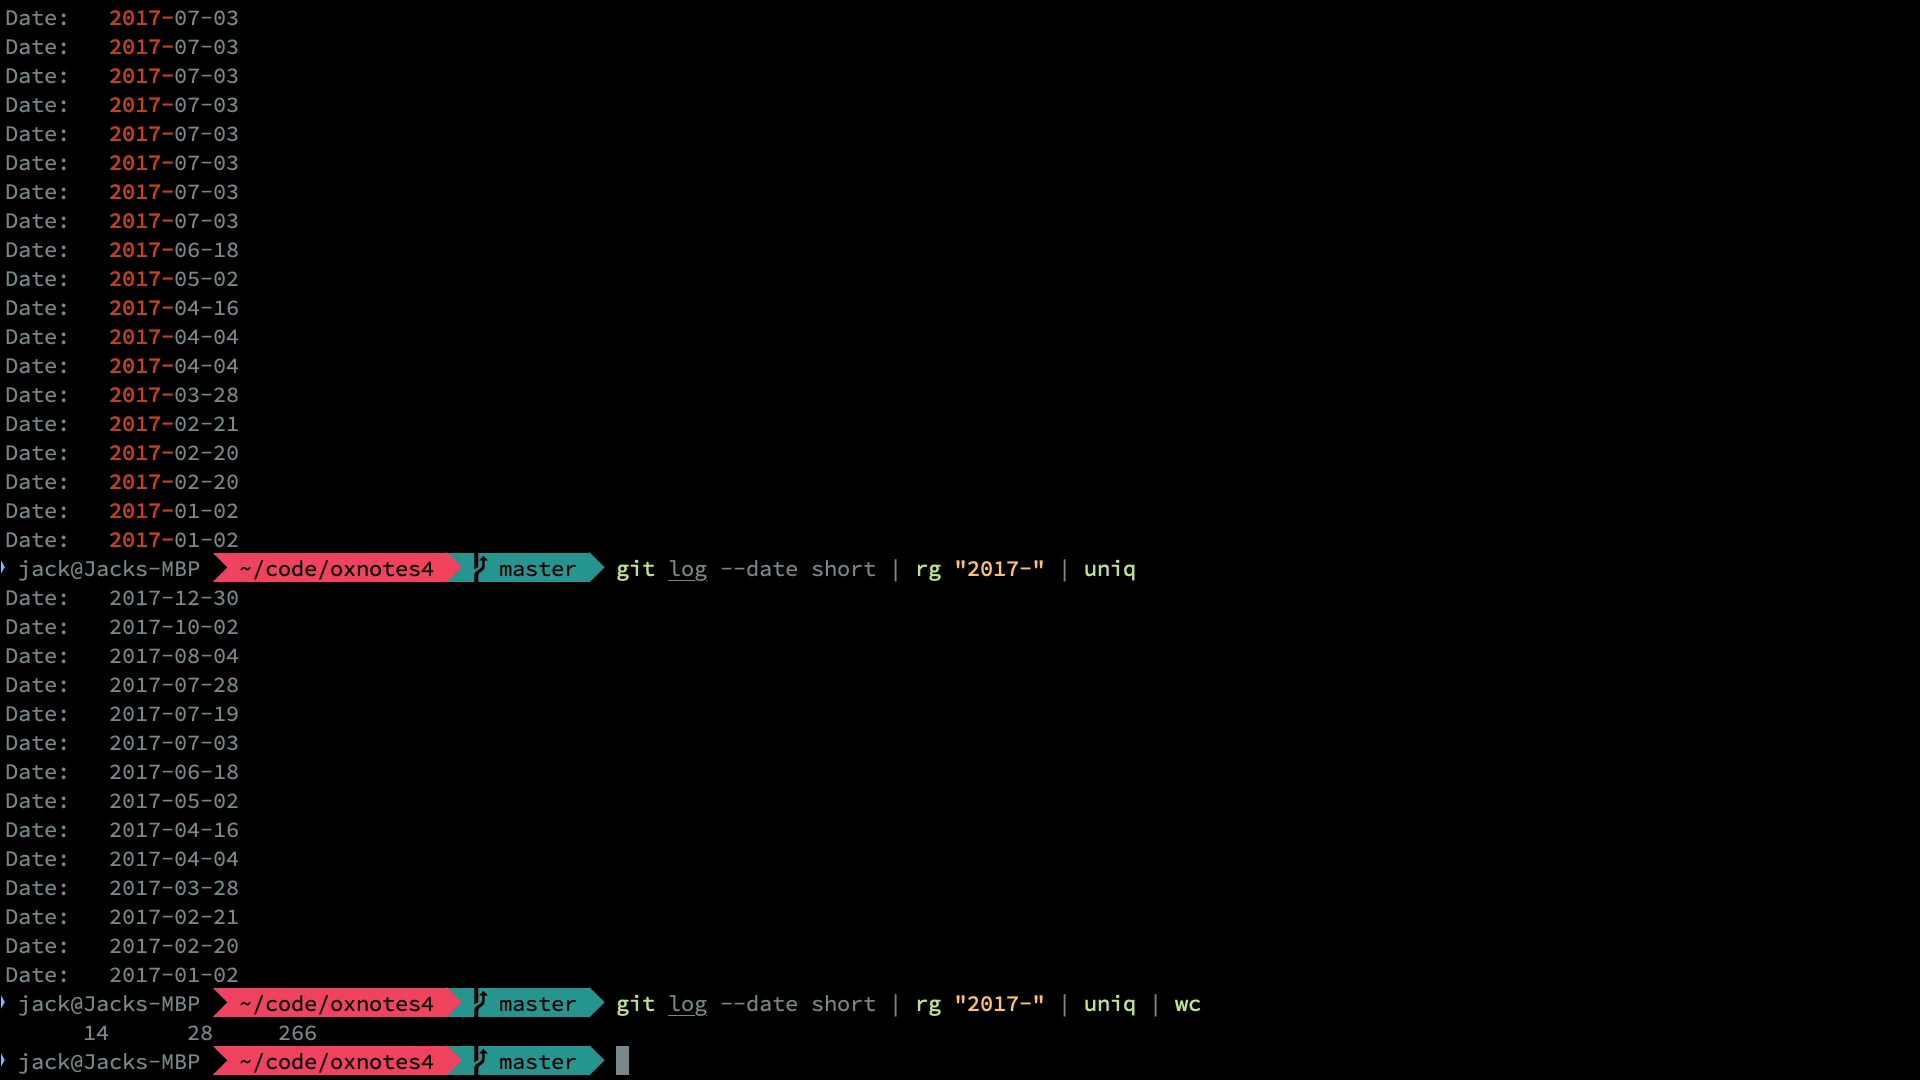 Date:   2017-07-03
Date:   2017-07-03
Date:   2017-07-03
Date:   2017-07-03
Date:   2017-07-03
Date:   2017-07-03
Date:   2017-07-03
Date:   2017-07-03
Date:   2017-06-18
Date:   2017-05-02
Date:   2017-04-16
Date:   2017-04-04
Date:   2017-04-04
Date:   2017-03-28
Date:   2017-02-21
Date:   2017-02-20
Date:   2017-02-20
Date:   2017-01-02
Date:   2017-01-02
jack@Jacks-MBP ~/code/oxnotes4 master git log --date short | rg "2017-" | uniq
Date:   2017-12-30
Date:   2017-10-02
Date:   2017-08-04
Date:   2017-07-28
Date:   2017-07-19
Date:   2017-07-03
Date:   2017-06-18
Date:   2017-05-02
Date:   2017-04-16
Date:   2017-04-04
Date:   2017-03-28
Date:   2017-02-21
Date:   2017-02-20
Date:   2017-01-02
jack@Jacks-MBP ~/code/oxnotes4 master git log --date short | rg "2017-" | uniq | wc
14      28     266
jack@Jacks-MBP ~/code/oxnotes4 master